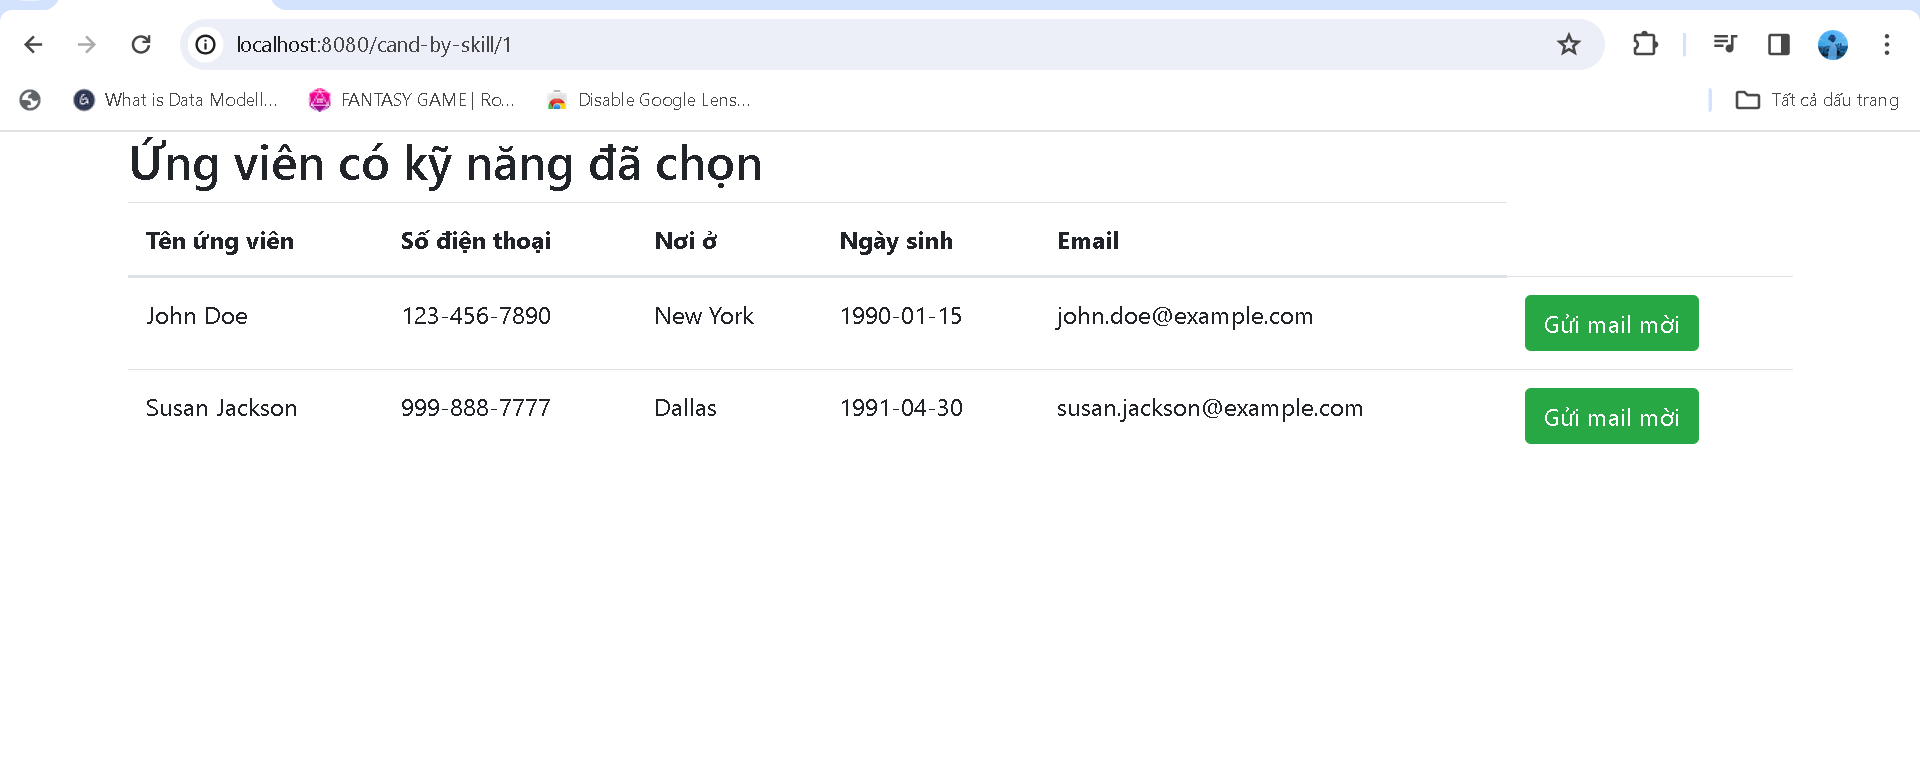 localhost:8080/cand-by-skill/1
What is Data Modell... FANTASY GAME | Ro... Disable Google Lens... Tất cả dấu trang
Ứng viên có kỹ năng đã chọn
Tên ứng viên Số điện thoại Nơi ở Ngày sinh Email
John Doe 123-456-7890 New York 1990-01-15 john.doe@example.com Gửi mail mời
Susan Jackson 999-888-7777 Dallas 1991-04-30 susan.jackson@example.com Gửi mail mời